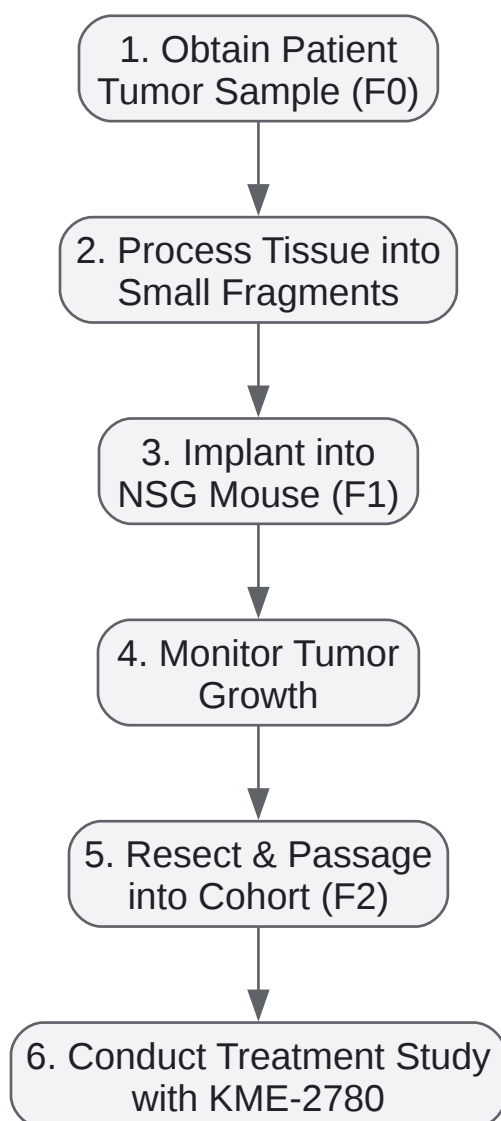 1. Obtain Patient
Tumor Sample (F0)
2. Process Tissue into
Small Fragments
3. Implant into
NSG Mouse (F1)
4. Monitor Tumor
Growth
5. Resect & Passage
into Cohort (F2)
6. Conduct Treatment Study
with KME-2780